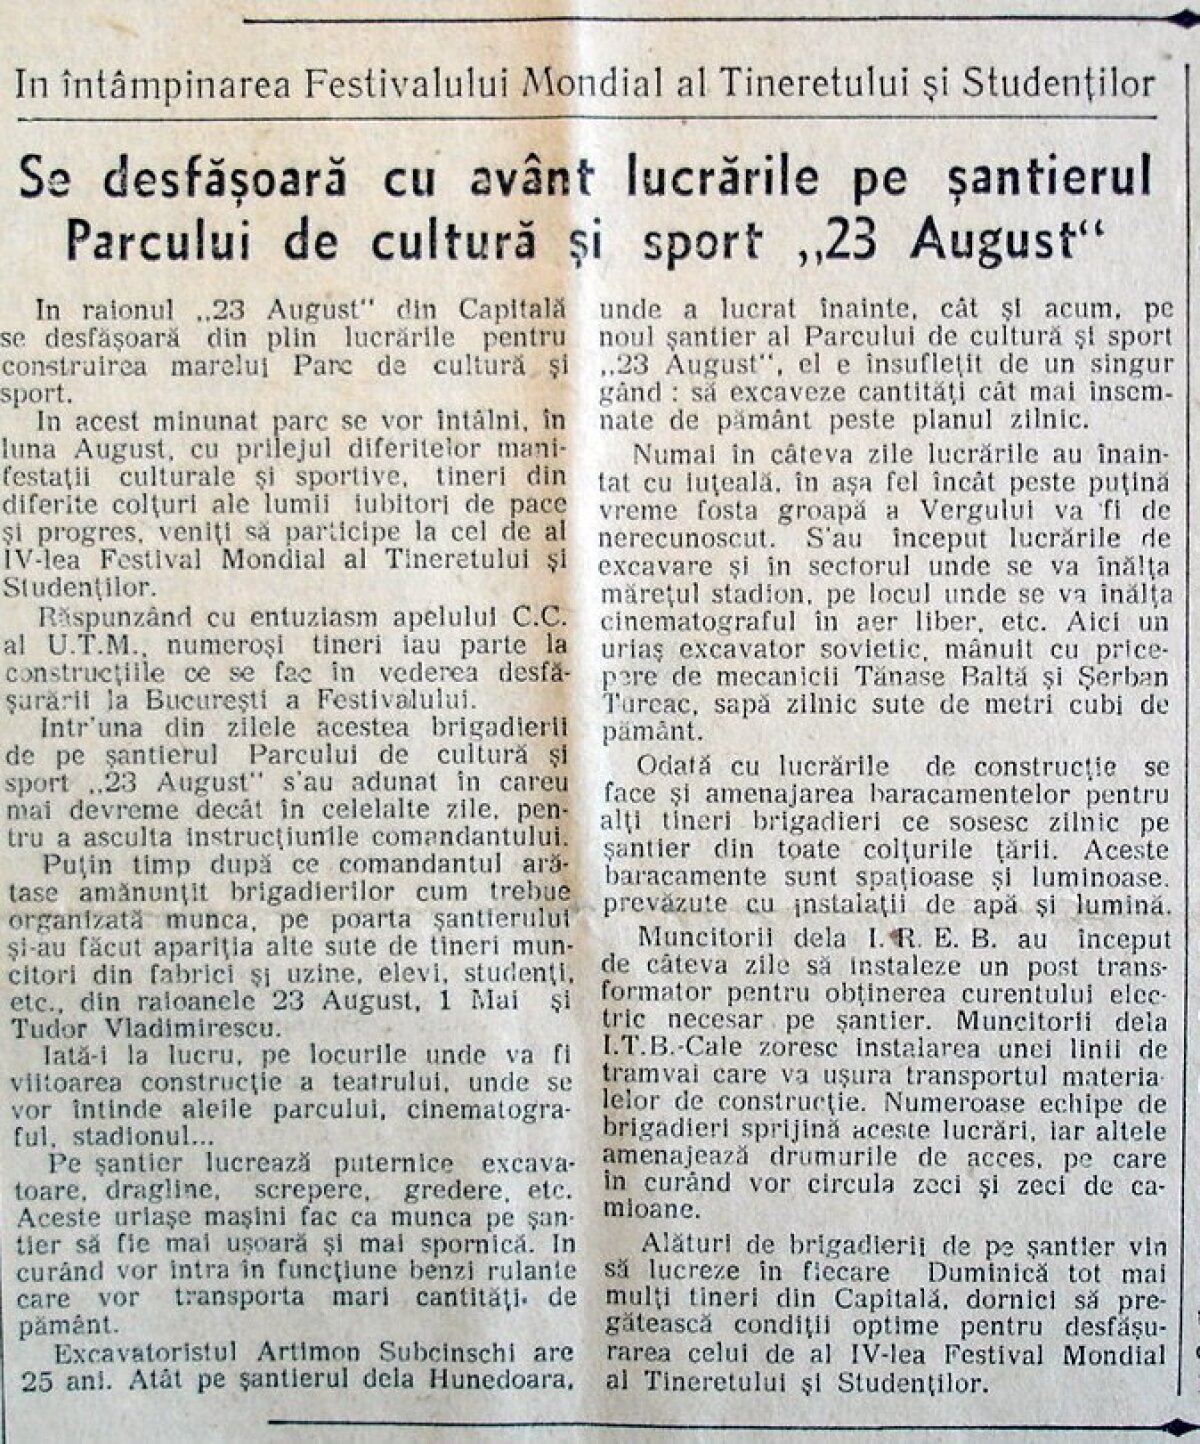 In întâmpinarea Festivalului Mondial al Tineretului și Studenților
Se desfășoară cu avânt lucrările pe șantierul
Parcului de cultură și sport „23 August“
In raionul „23 August“ din Capitală
se desfășoară din plin lucrările pentru
construirea marelui Parc de cultură și
sport.
In acest minunat parc se vor întâlni, în
luna August, cu prilejul diferitelor mani-
festații culturale și sportive, tineri din
diferite colțuri ale lumii iubitori de pace
și progres, veniți să participe la cel de al
IV-lea Festival Mondial al Tineretului și
Studenților.
Răspunzând cu entuziasm apelului C.C.
al U.T.M., numeroși tineri iau parte la
construcțiile ce se fac în vederea desfă-
șurării la București a Festivalului.
Intr'una din zilele acestea brigadierii
de pe șantierul Parcului de cultură și
sport „23 August“ s'au adunat în careu
mai devreme decât în celelalte zile, pen-
tru a asculta instrucțiunile comandantului.
Puțin timp după ce comandantul ară-
tase amănunțit brigadierilor cum trebue
organizată munca, pe poarta șantierului
și-au făcut apariția alte sute de tineri mun-
citori din fabrici și uzine, elevi, studenți,
etc., din raioanele 23 August, 1 Mai și
Tudor Vladimirescu.
Iată-i la lucru, pe locurile unde va fi
viitoarea construcție a teatrului, unde se
vor întinde aleile parcului, cinematogra-
ful, stadionul...
Pe șantier lucrează puternice excava-
toare, dragline, screpere, gredere, etc.
Aceste uriașe mașini fac ca munca pe șan-
tier să fie mai ușoară și mai spornică. In
curând vor intra în funcțiune benzi rulante
care vor transporta mari cantități de
pământ.
Excavatoristul Artimon Subcinschi are
25 ani. Atât pe șantierul dela Hunedoara,
unde a lucrat înainte, cât și acum, pe
noul șantier al Parcului de cultură și sport
„23 August“, el e însuflețit de un singur
gând : să excaveze cantități cât mai însem-
nate de pământ peste planul zilnic.
Numai în câteva zile lucrările au înain-
tat cu iuțeală, în așa fel încât peste puțină
vreme fosta groapă a Vergului va fi de
nerecunoscut. S'au început lucrările de
excavare și în sectorul unde se va înălța
mărețul stadion, pe locul unde se va înălța
cinematograful în aer liber, etc. Aici un
uriaș excavator sovietic, mânuit cu price-
pere de mecanicii Tănase Baltă și Șerban
Turcac, sapă zilnic sute de metri cubi de
pământ.
Odată cu lucrările de construcție se
face și amenajarea baracamentelor pentru
alți tineri brigadieri ce sosesc zilnic pe
șantier din toate colțurile țării. Aceste
baracamente sunt spațioase și luminoase,
prevăzute cu instalații de apă și lumină.
Muncitorii dela I. R. E. B. au început
de câteva zile să instaleze un post trans-
formator pentru obținerea curentului elec-
tric necesar pe șantier. Muncitorii dela
I.T.B.-Cale zoresc instalarea unei linii de
tramvai care va ușura transportul materia-
lelor de construcție. Numeroase echipe de
brigadieri sprijină aceste lucrări, iar altele
amenajează drumurile de acces, pe care
în curând vor circula zeci și zeci de ca-
mioane.
Alături de brigadierii de pe șantier vin
să lucreze în fiecare Duminică tot mai
mulți tineri din Capitală, dornici să pre-
gătească condiții optime pentru desfășu-
rarea celui de al IV-lea Festival Mondial
al Tineretului și Studenților.